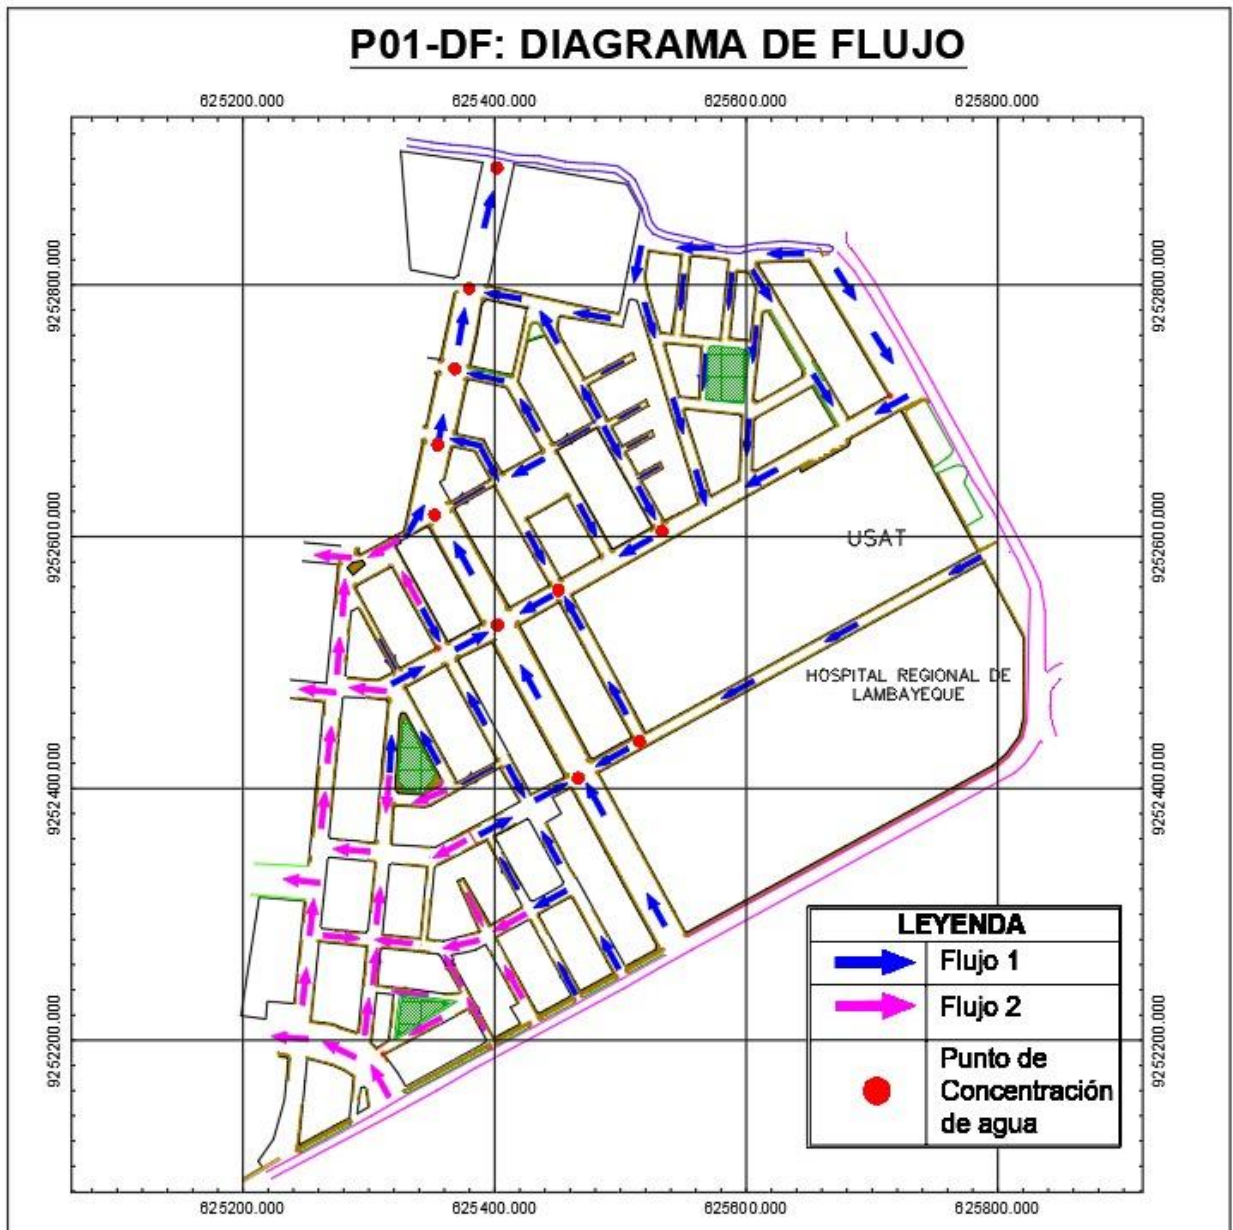 P01-DF: DIAGRAMA DE FLUJO
625200.000
625400.000
625600.000
625800.000
9252800.000
9252800.000
9252600.000
9252600.000
USAT
HOSPITAL REGIONAL DE
LAMBAYEQUE
9252400.000
9252400.000
LEYENDA
Flujo 1
Flujo 2
Punto de
Concentración
de agua
9252200.000
9252200.000
625200.000
625400.000
625600.000
625800.000